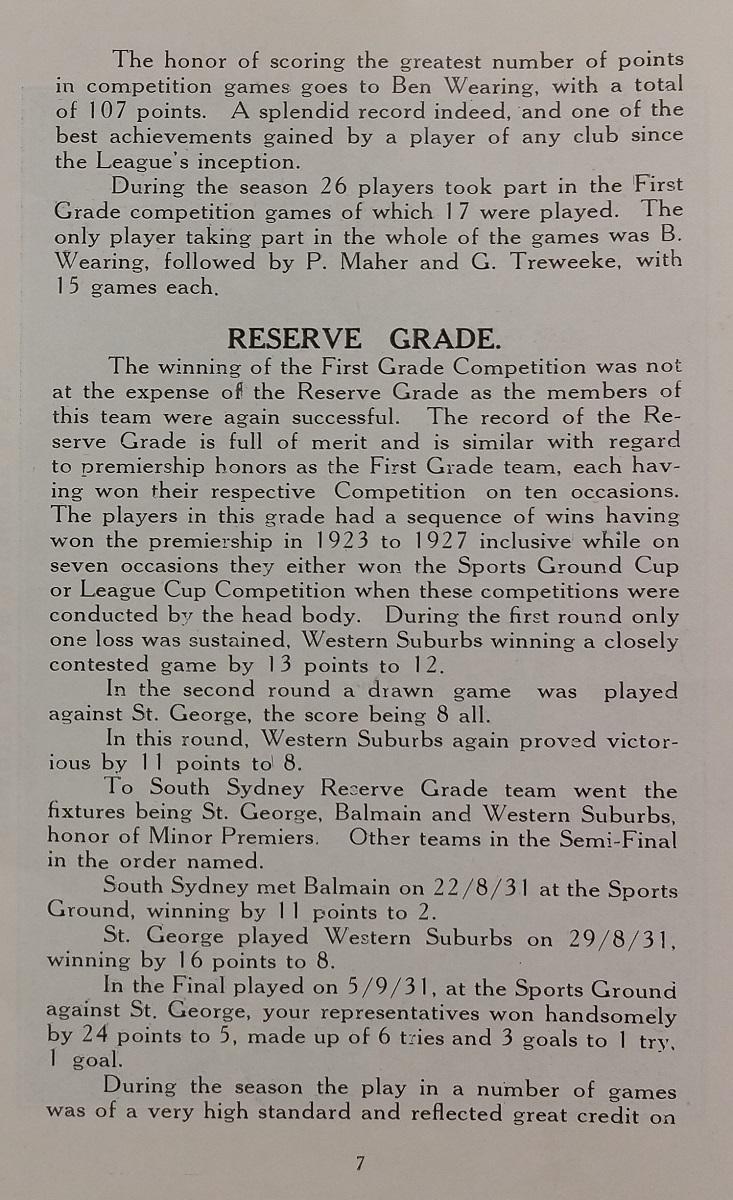 The honor of scoring the greatest number of points
in competition games goes to Ben Wearing, with a total
of 107 points. A splendid record indeed, and one of the
best achievements gained by a player of any club since
the League's inception.
During the season 26 players took part in the First
Grade competition games of which 17 were played. The
only player taking part in the whole of the games was B.
Wearing, followed by P. Maher and G. Treweeke, with
15 games each.
RESERVE GRADE.
The winning of the First Grade Competition was not
at the expense of the Reserve Grade as the members of
this team were again successful. The record of the Re-
serve Grade is full of merit and is similar with regard
to premiership honors as the First Grade team, each hav-
ing won their respective Competition on ten occasions.
The players in this grade had a sequence of wins having
won the premiership in 1923 to 1927 inclusive while on
seven occasions they either won the Sports Ground Cup
or League Cup Competition when these competitions were
conducted by the head body. During the first round only
one loss was sustained, Western Suburbs winning a closely
contested game by 13 points to 12.
In the second round a drawn game was played
against St. George, the score being 8 all.
In this round, Western Suburbs again proved victor-
ious by 11 points to 8.
To South Sydney Reserve Grade team went the
fixtures being St. George, Balmain and Western Suburbs,
honor of Minor Premiers. Other teams in the Semi-Final
in the order named.
South Sydney met Balmain on 22/8/31 at the Sports
Ground, winning by 11 points to 2.
St. George played Western Suburbs on 29/8/31,
winning by 16 points to 8.
In the Final played on 5/9/31, at the Sports Ground
against St. George, your representatives won handsomely
by 24 points to 5, made up of 6 tries and 3 goals to 1 try,
1 goal.
During the season the play in a number of games
was of a very high standard and reflected great credit on
7